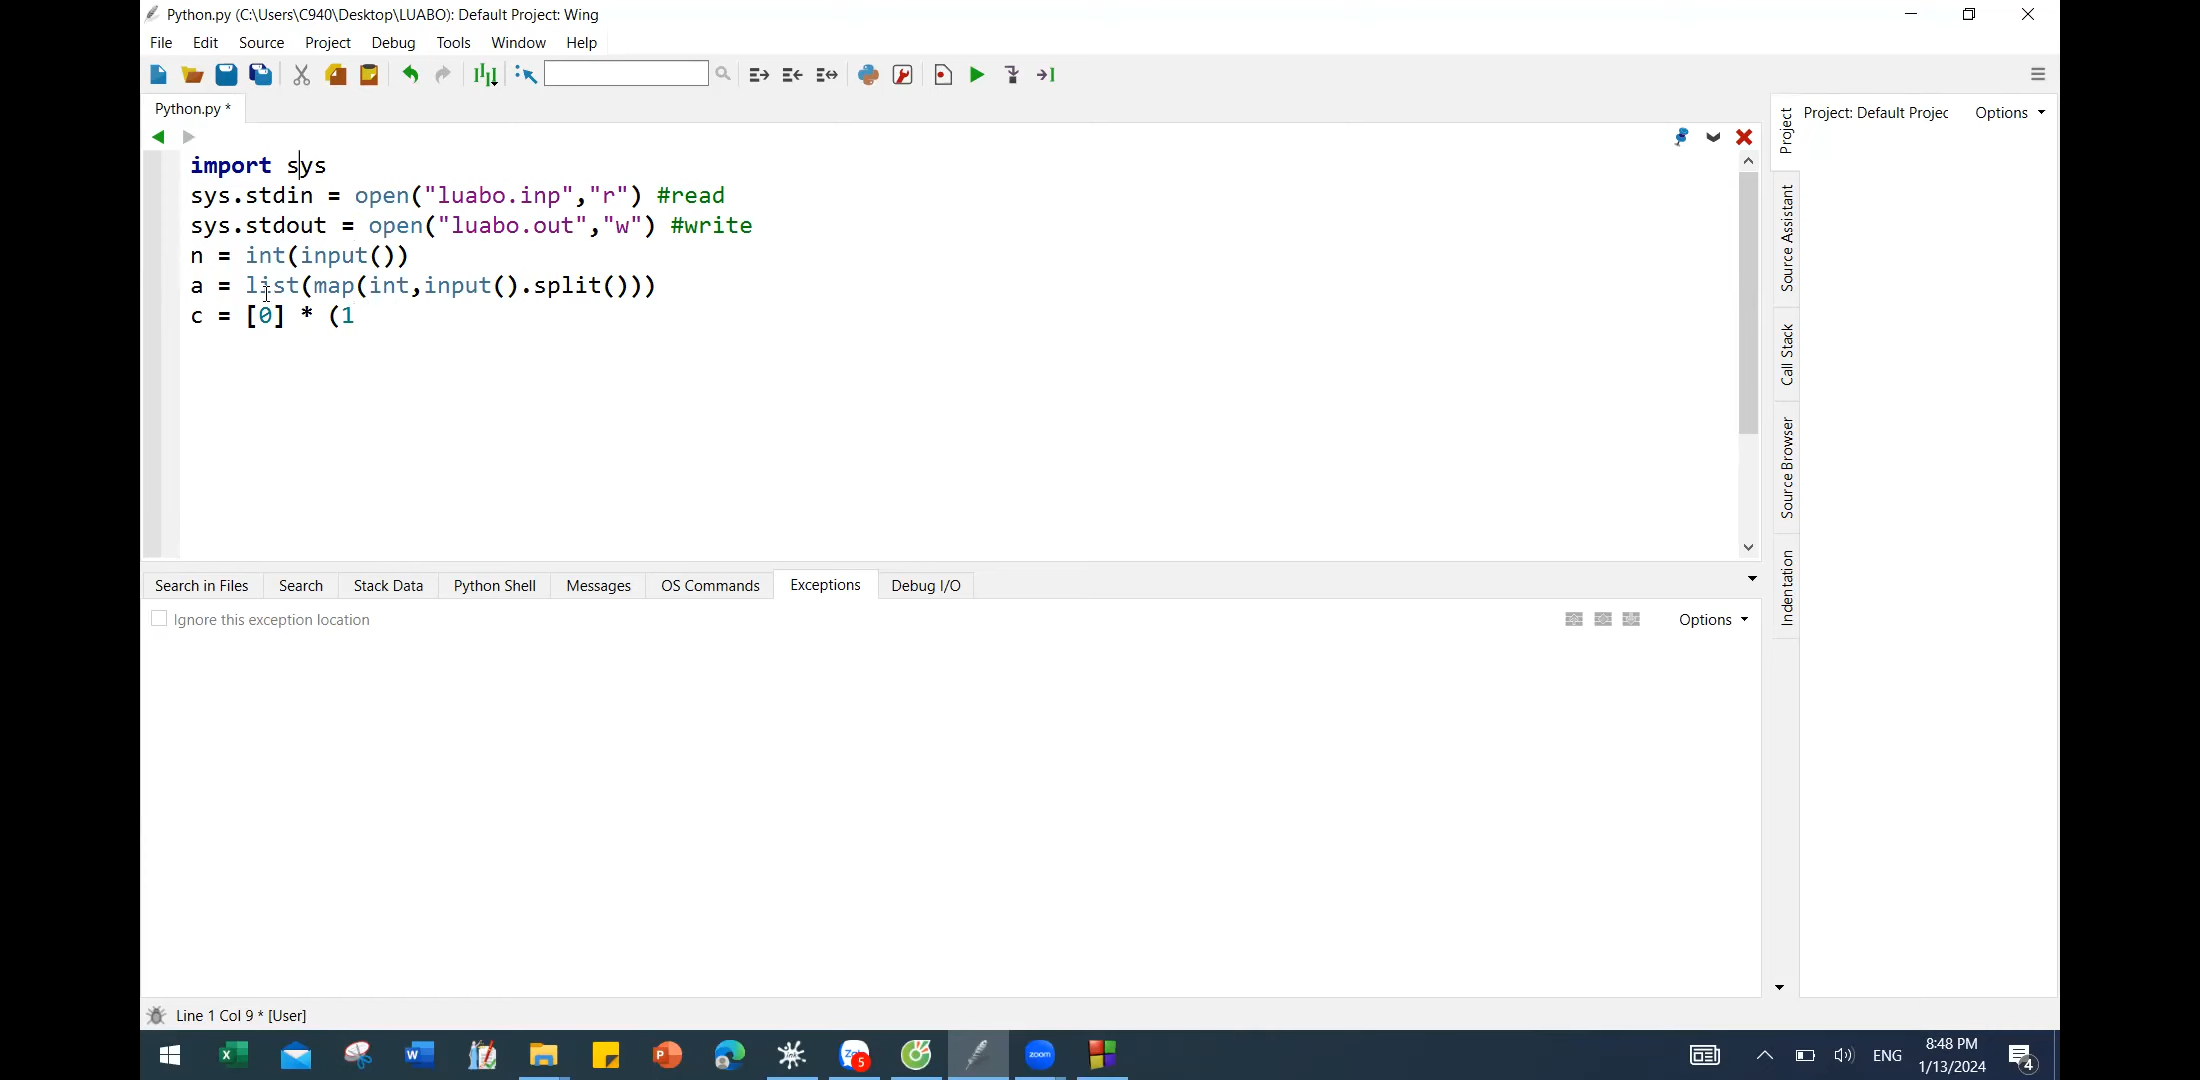 Python.py (C:\Users\C940\Desktop\LUABO): Default Project: Wing
File Edit Source Project Debug Tools Window Help
Python.py *
import sys
sys.stdin = open("luabo.inp","r") #read
sys.stdout = open("luabo.out","w") #write
n = int(input())
a = list(map(int,input().split()))
c = [0] * (1
Project: Default Projec Options
Project
Source Assistant
Call Stack
Source Browser
Indentation
Search in Files Search Stack Data Python Shell Messages OS Commands Exceptions Debug I/O
Ignore this exception location Options
Line 1 Col 9 * [User]
5 zoom ENG 8:48 PM
1/13/2024 4